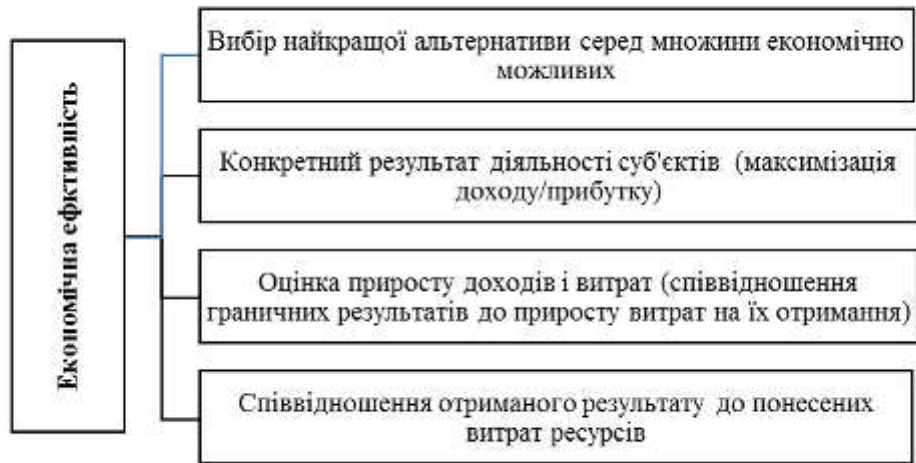 Економічна ефктивність
Вибір найкращої альтернативи серед множини економічно
можливих
Конкретний результат діяльності суб'єктів (максимізація
доходу/прибутку)
Оцінка приросту доходів і витрат (співвідношення
граничних результатів до приросту витрат на їх отримання)
Співвідношення отриманого результату до понесених
витрат ресурсів